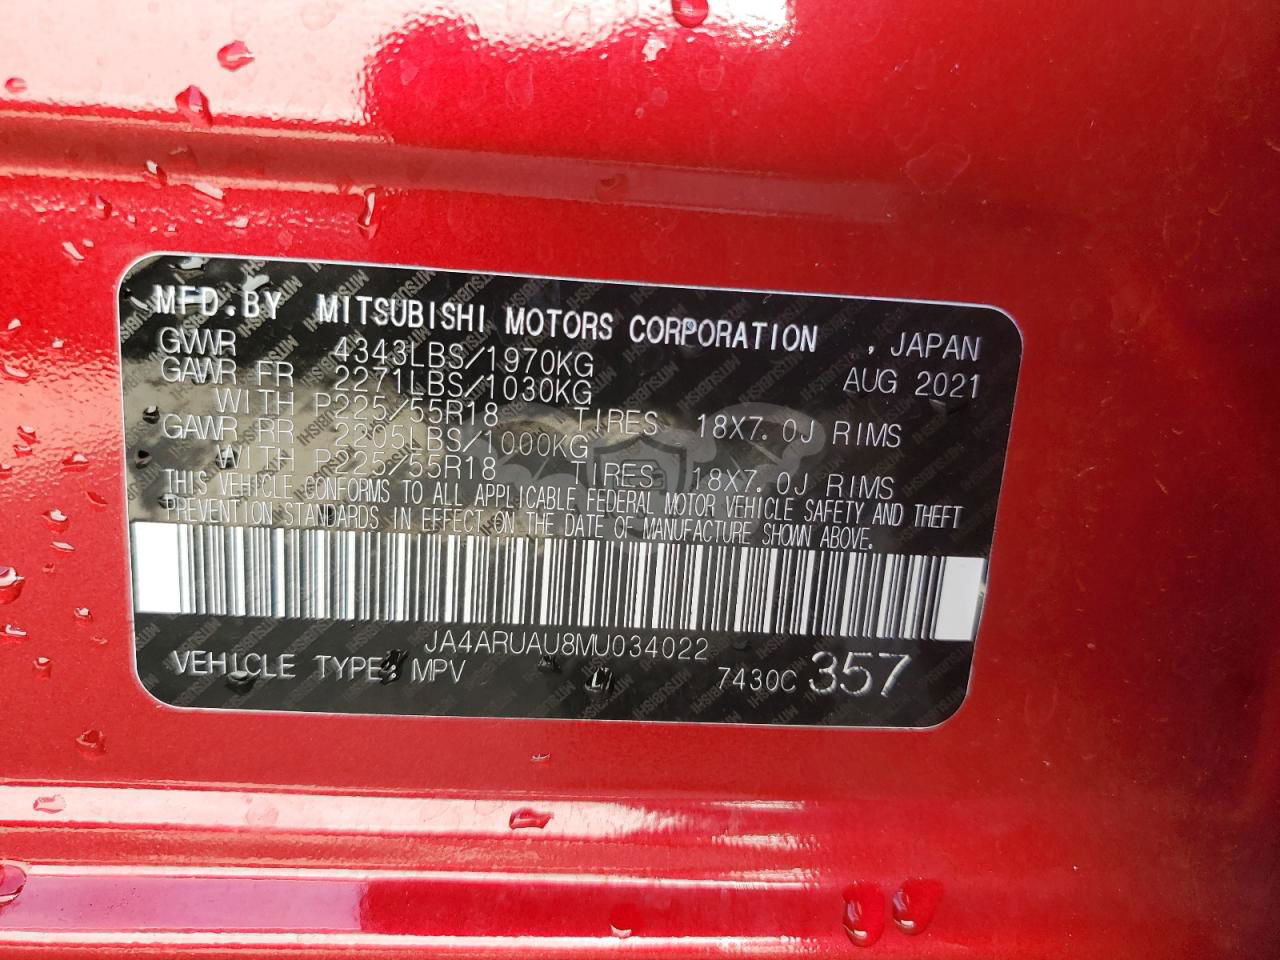 MFD.BY MITSUBISHI MOTORS CORPORATION , JAPAN
GVWR 4343LBS/1970KG AUG 2021
GAWR FR 2271LBS/1030KG
WITH P225/55R18 TIRES 18X7.0J RIMS
GAWR RR 2205LBS/1000KG
WITH P225/55R18 TIRES 18X7.0J RIMS
THIS VEHICLE CONFORMS TO ALL APPLICABLE FEDERAL MOTOR VEHICLE SAFETY AND THEFT
PREVENTION STANDARDS IN EFFECT ON THE DATE OF MANUFACTURE SHOWN ABOVE.
JA4ARUAU8MU034022
VEHICLE TYPE: MPV 7430C 357